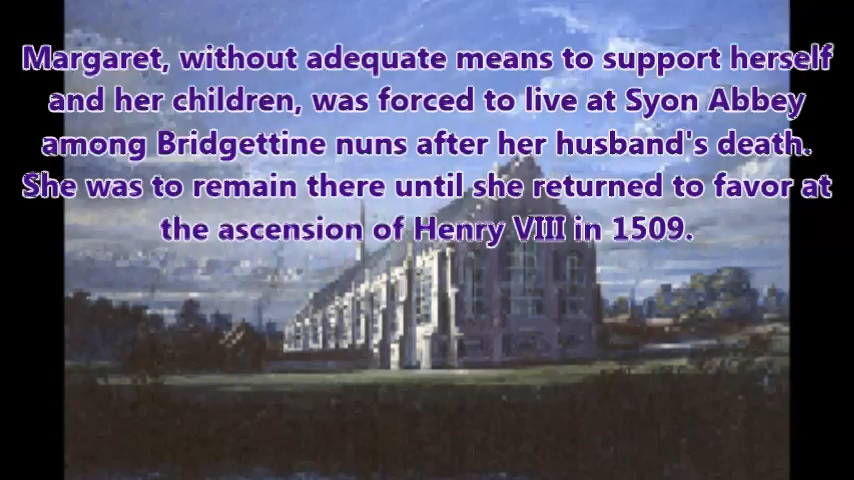 Margaret, without adequate means to support herself
and her children, was forced to live at Syon Abbey
among Bridgettine nuns after her husband's death.
She was to remain there until she returned to favor at
the ascension of Henry VIII in 1509.